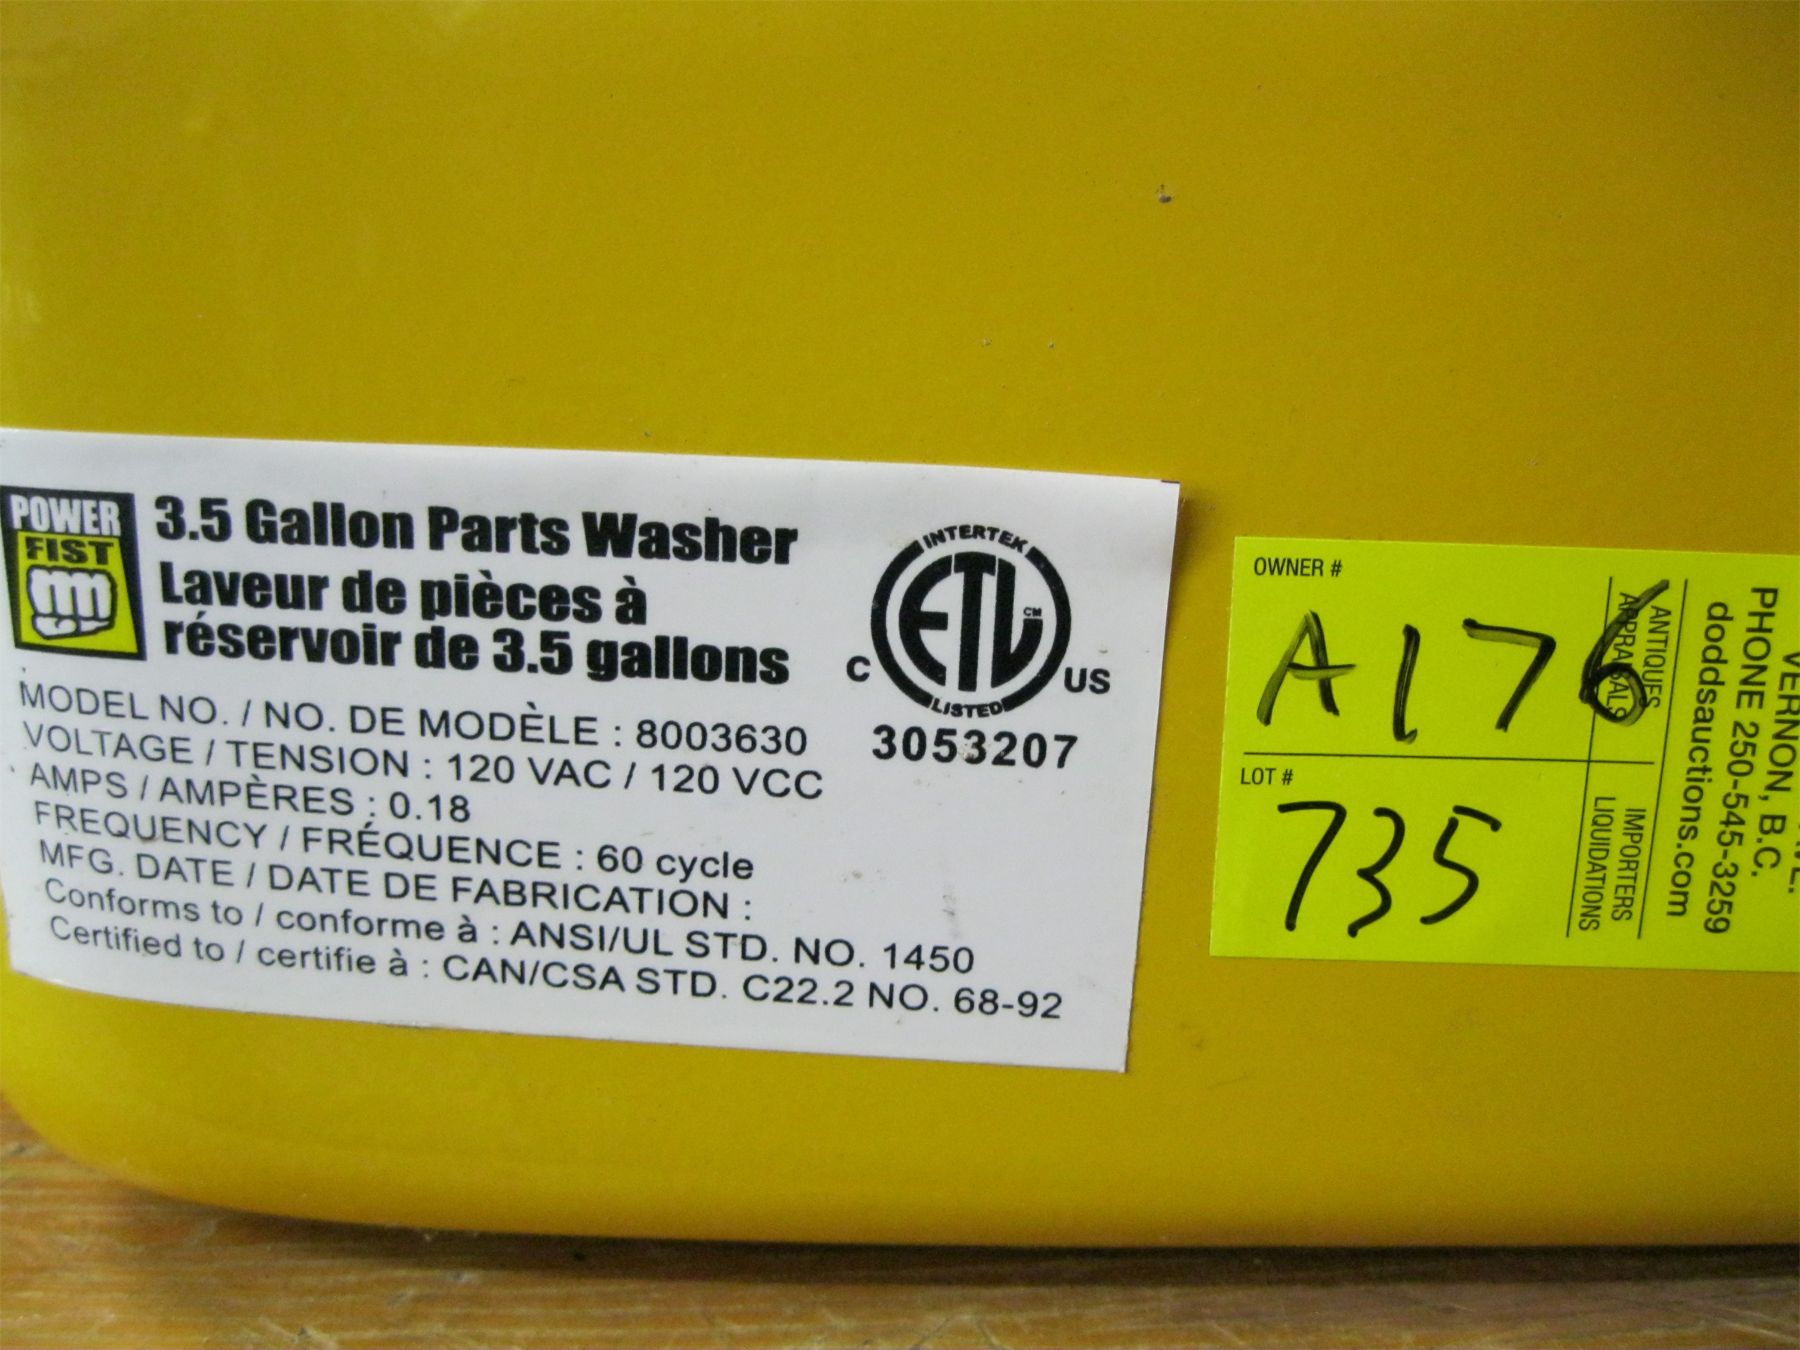 POWER
FIST
3.5 Gallon Parts Washer
Laveur de pièces à
réservoir de 3.5 gallons
MODEL NO. / NO. DE MODÈLE : 8003630
VOLTAGE / TENSION : 120 VAC / 120 VCC
AMPS / AMPÈRES : 0.18
FREQUENCY / FRÉQUENCE : 60 cycle
MFG. DATE / DATE DE FABRICATION :
Conforms to / conforme à : ANSI/UL STD. NO. 1450
Certified to / certifie à : CAN/CSA STD. C22.2 NO. 68-92
INTERTEK
ETL CM
LISTED
C US
3053207
OWNER #
A176
LOT #
735
VERNON, B.C.
PHONE 250-545-3259
doddsauctions.com
ANTIQUES
APPRAISALS
IMPORTERS
LIQUIDATIONS